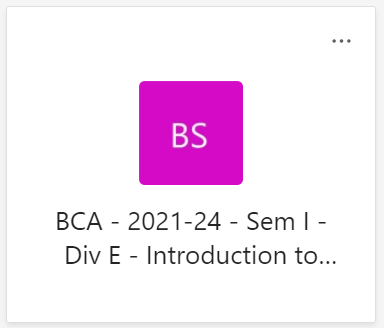 ...
BS
BCA - 2021-24 - Sem I -
Div E - Introduction to...